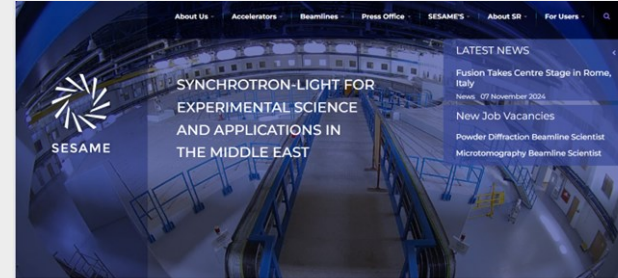 About Us
Accelerators
Beamlines
Press Office
SESAME'S
About SR
For Users
SESAME
SYNCHROTRON-LIGHT FOR
EXPERIMENTAL SCIENCE
AND APPLICATIONS IN
THE MIDDLE EAST
LATEST NEWS
Fusion Takes Centre Stage in Rome,
Italy
News 07 November 2024
New Job Vacancies
Powder Diffraction Beamline Scientist
Microtomography Beamline Scientist